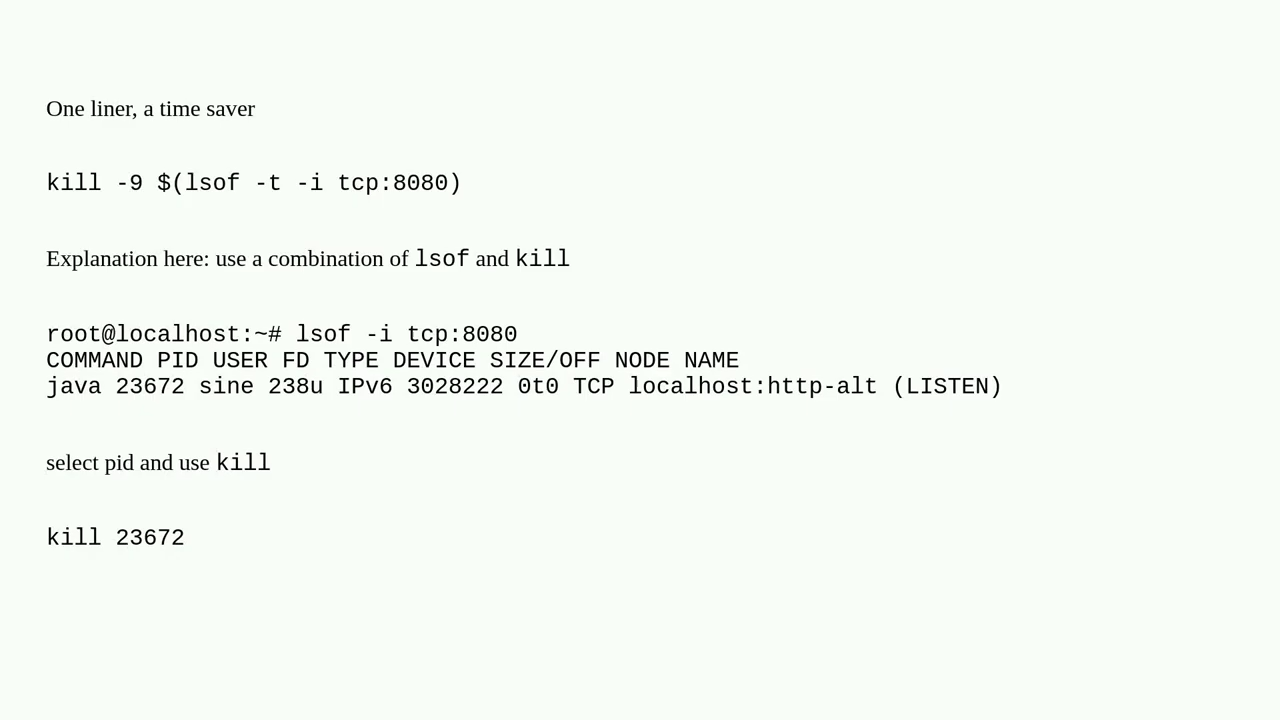 One liner, a time saver
kill -9 $(lsof -t -i tcp:8080)
Explanation here: use a combination of lsof and kill
root@localhost:~# lsof -i tcp:8080
COMMAND PID USER FD TYPE DEVICE SIZE/OFF NODE NAME
java 23672 sine 238u IPv6 3028222 0t0 TCP localhost:http-alt (LISTEN)
select pid and use kill
kill 23672